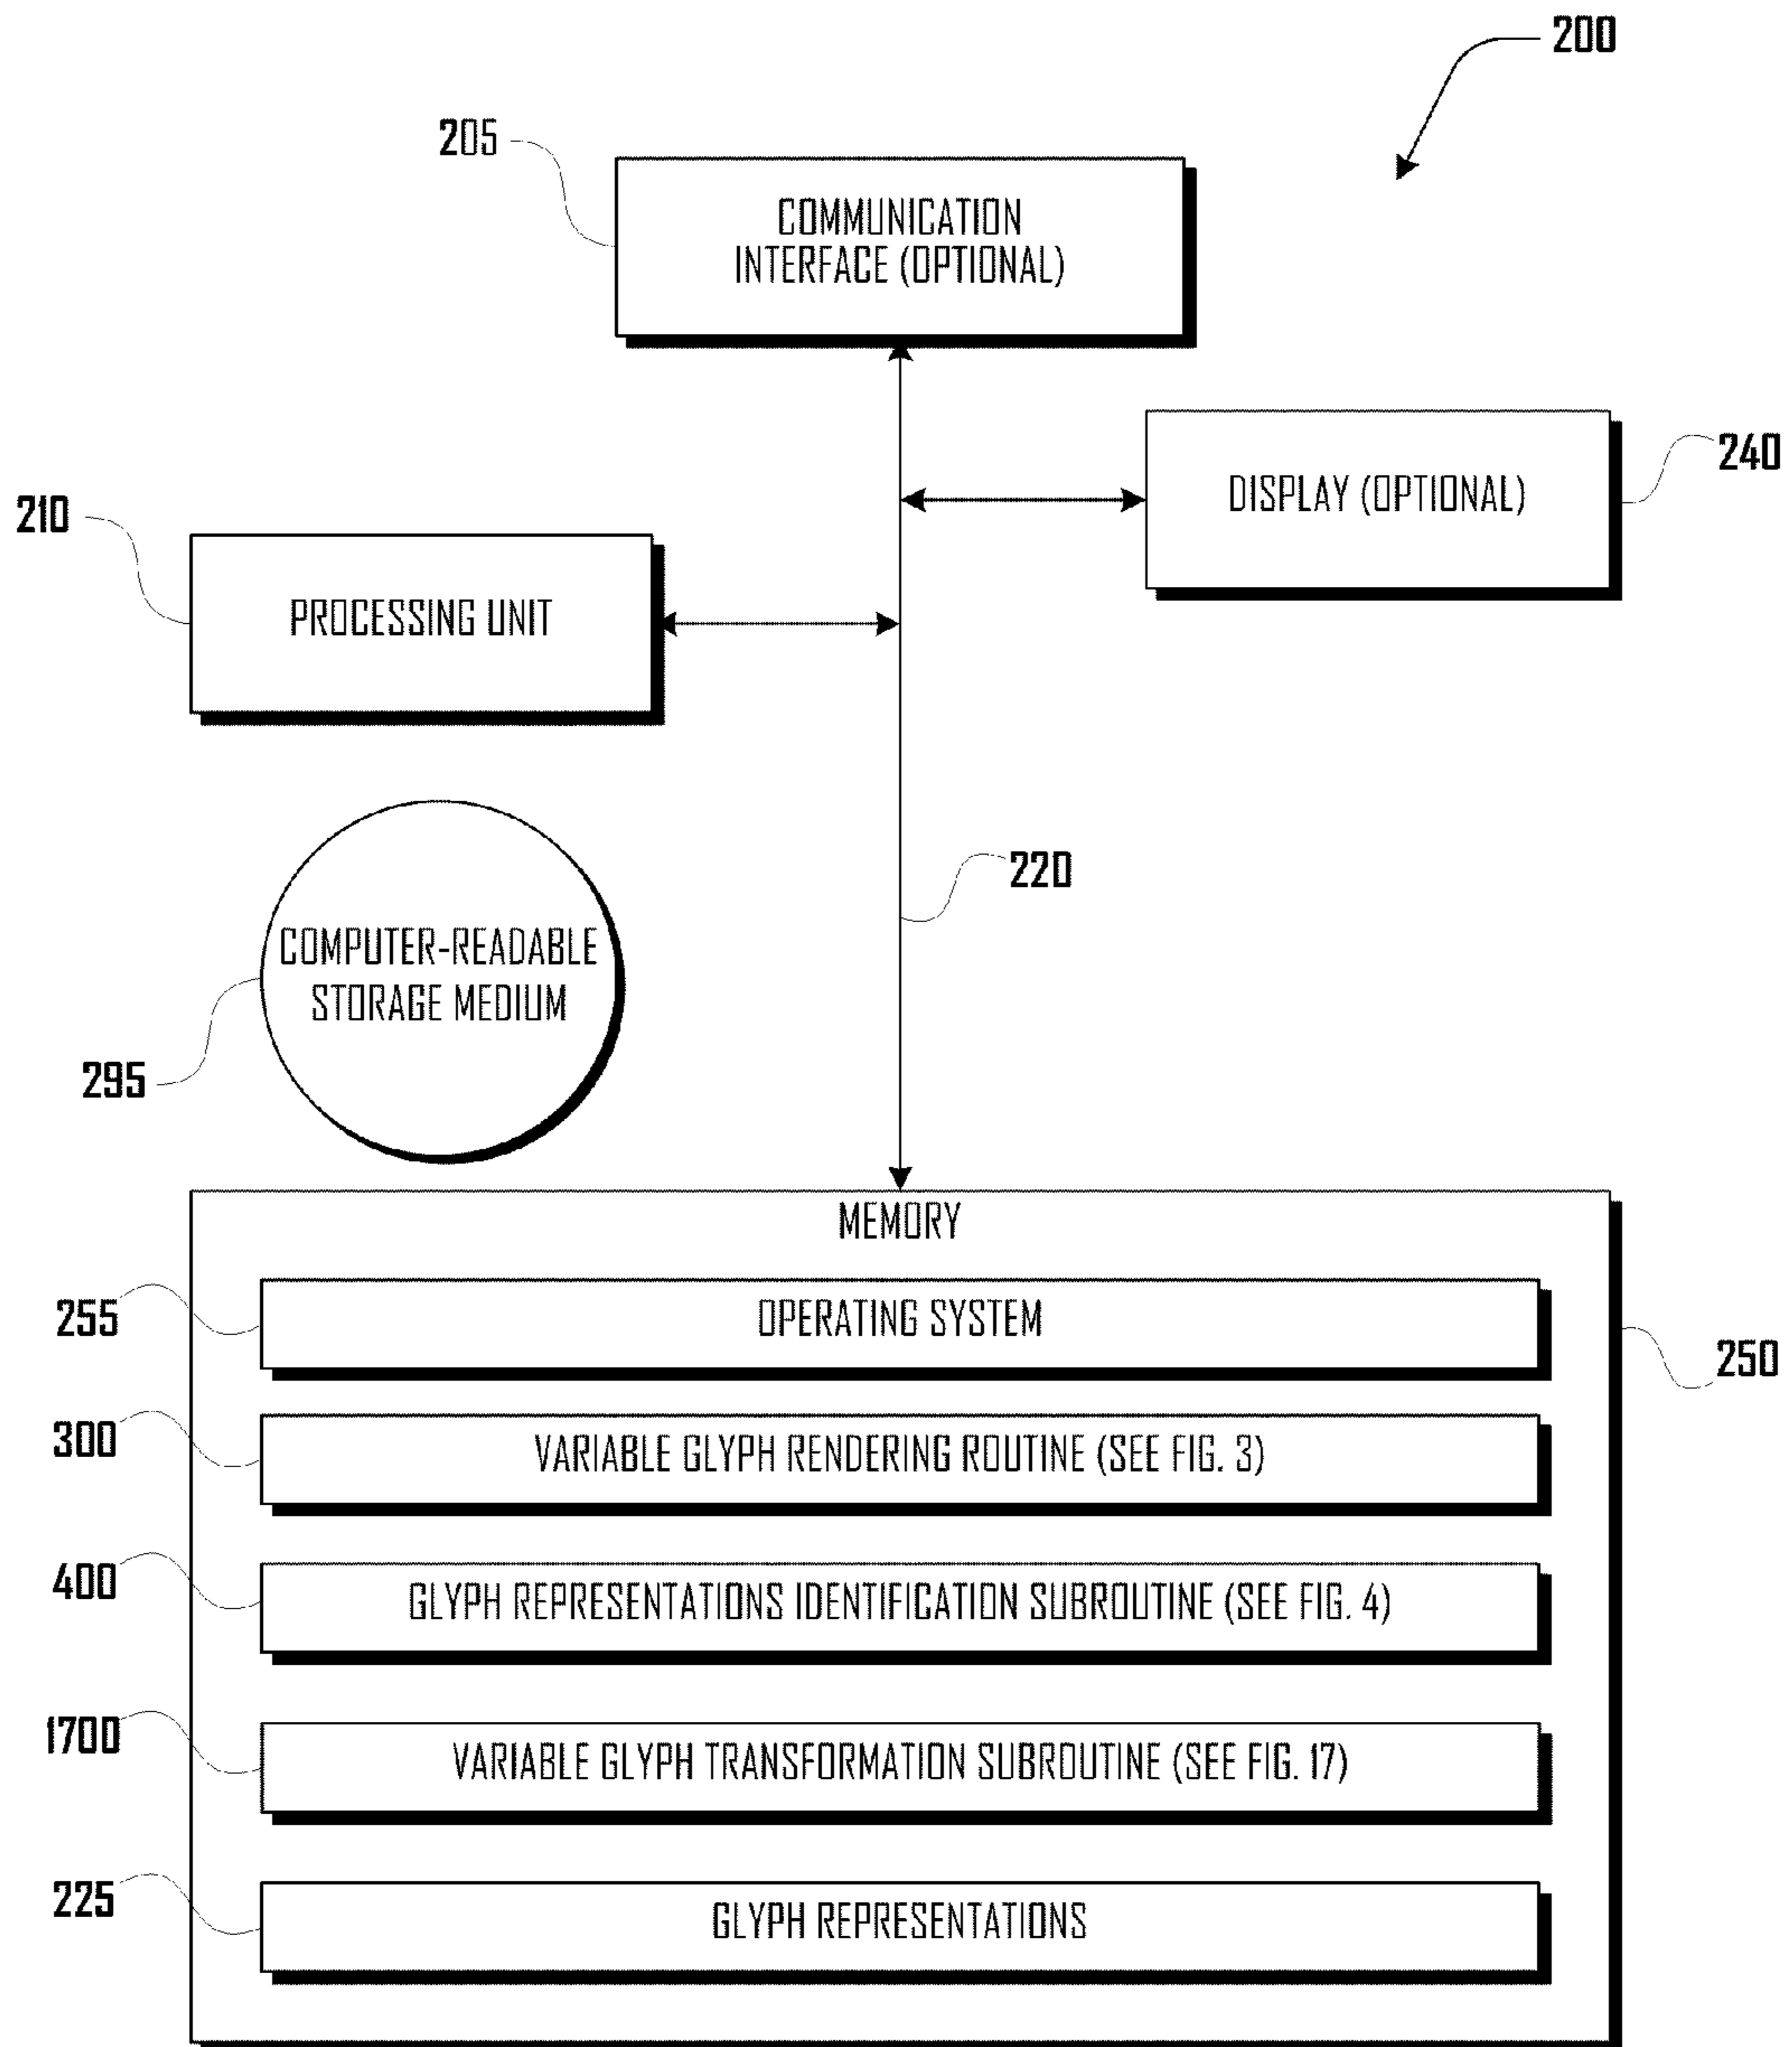 200
205
COMMUNICATION
INTERFACE (OPTIONAL)
240
DISPLAY (OPTIONAL)
210
PROCESSING UNIT
220
COMPUTER-READABLE
STORAGE MEDIUM
295
MEMORY
255
OPERATING SYSTEM
250
300
VARIABLE GLYPH RENDERING ROUTINE (SEE FIG. 3)
400
GLYPH REPRESENTATIONS IDENTIFICATION SUBROUTINE (SEE FIG. 4)
1700
VARIABLE GLYPH TRANSFORMATION SUBROUTINE (SEE FIG. 17)
225
GLYPH REPRESENTATIONS